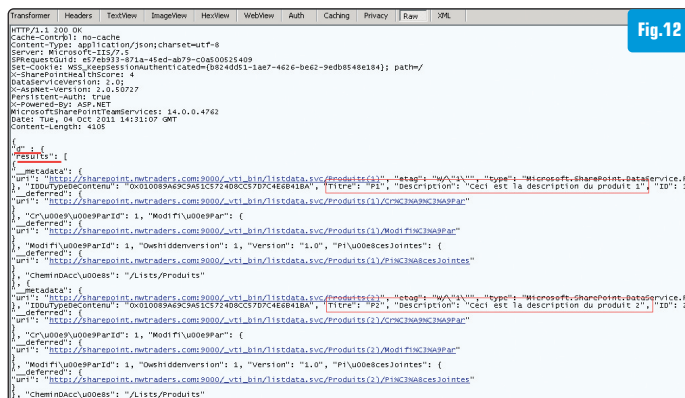 Transformer Headers TextView ImageView HexView WebView Auth Caching Privacy Raw XML
Fig.12
HTTP/1.1 200 OK
Cache-Control: no-cache
Content-Type: application/json;charset=utf-8
Server: Microsoft-IIS/7.5
SPRequestGuid: e57eb933-871a-45ed-ab79-c0a500525409
Set-Cookie: WSS_KeepSessionAuthenticated={b824dd51-1ae7-4626-be62-9edb8548e184}; path=/
X-SharePointHealthScore: 4
DataServiceVersion: 2.0;
X-AspNet-Version: 2.0.50727
Persistent-Auth: true
X-Powered-By: ASP.NET
MicrosoftSharePointTeamServices: 14.0.0.4762
Date: Tue, 04 Oct 2011 14:31:07 GMT
Content-Length: 4105
{
"d" : {
"results": [
{
"__metadata": {
"uri": "http://sharepoint.nwtraders.com:9000/_vti_bin/listdata.svc/Produits(1)", "etag": "W/\"1\"", "type": "Microsoft.SharePoint.DataService.P
}, "IDDuTypeDeContenu": "0x010089A69C9A51C5724D8CC57D7C4E6B41BA", "Titre": "P1", "Description": "Ceci est la description du produit 1", "ID": 1
"__deferred": {
"uri": "http://sharepoint.nwtraders.com:9000/_vti_bin/listdata.svc/Produits(1)/Cr%C3%A9%C3%A9Par"
}
}, "Cr\u00e9\u00e9ParId": 1, "Modifi\u00e9Par": {
"__deferred": {
"uri": "http://sharepoint.nwtraders.com:9000/_vti_bin/listdata.svc/Produits(1)/Modifi%C3%A9Par"
}
}, "Modifi\u00e9ParId": 1, "Owshiddenversion": 1, "Version": "1.0", "Pi\u00e8cesJointes": {
"__deferred": {
"uri": "http://sharepoint.nwtraders.com:9000/_vti_bin/listdata.svc/Produits(1)/Pi%C3%A8cesJointes"
}
}, "CheminDAcc\u00e8s": "/Lists/Produits"
}, {
"__metadata": {
"uri": "http://sharepoint.nwtraders.com:9000/_vti_bin/listdata.svc/Produits(2)", "etag": "W/\"1\"", "type": "Microsoft.SharePoint.DataService.P
}, "IDDuTypeDeContenu": "0x010089A69C9A51C5724D8CC57D7C4E6B41BA", "Titre": "P2", "Description": "Ceci est la description du produit 2", "ID": 2
"__deferred": {
"uri": "http://sharepoint.nwtraders.com:9000/_vti_bin/listdata.svc/Produits(2)/Cr%C3%A9%C3%A9Par"
}
}, "Cr\u00e9\u00e9ParId": 1, "Modifi\u00e9Par": {
"__deferred": {
"uri": "http://sharepoint.nwtraders.com:9000/_vti_bin/listdata.svc/Produits(2)/Modifi%C3%A9Par"
}
}, "Modifi\u00e9ParId": 1, "Owshiddenversion": 1, "Version": "1.0", "Pi\u00e8cesJointes": {
"__deferred": {
"uri": "http://sharepoint.nwtraders.com:9000/_vti_bin/listdata.svc/Produits(2)/Pi%C3%A8cesJointes"
}
}, "CheminDAcc\u00e8s": "/Lists/Produits"